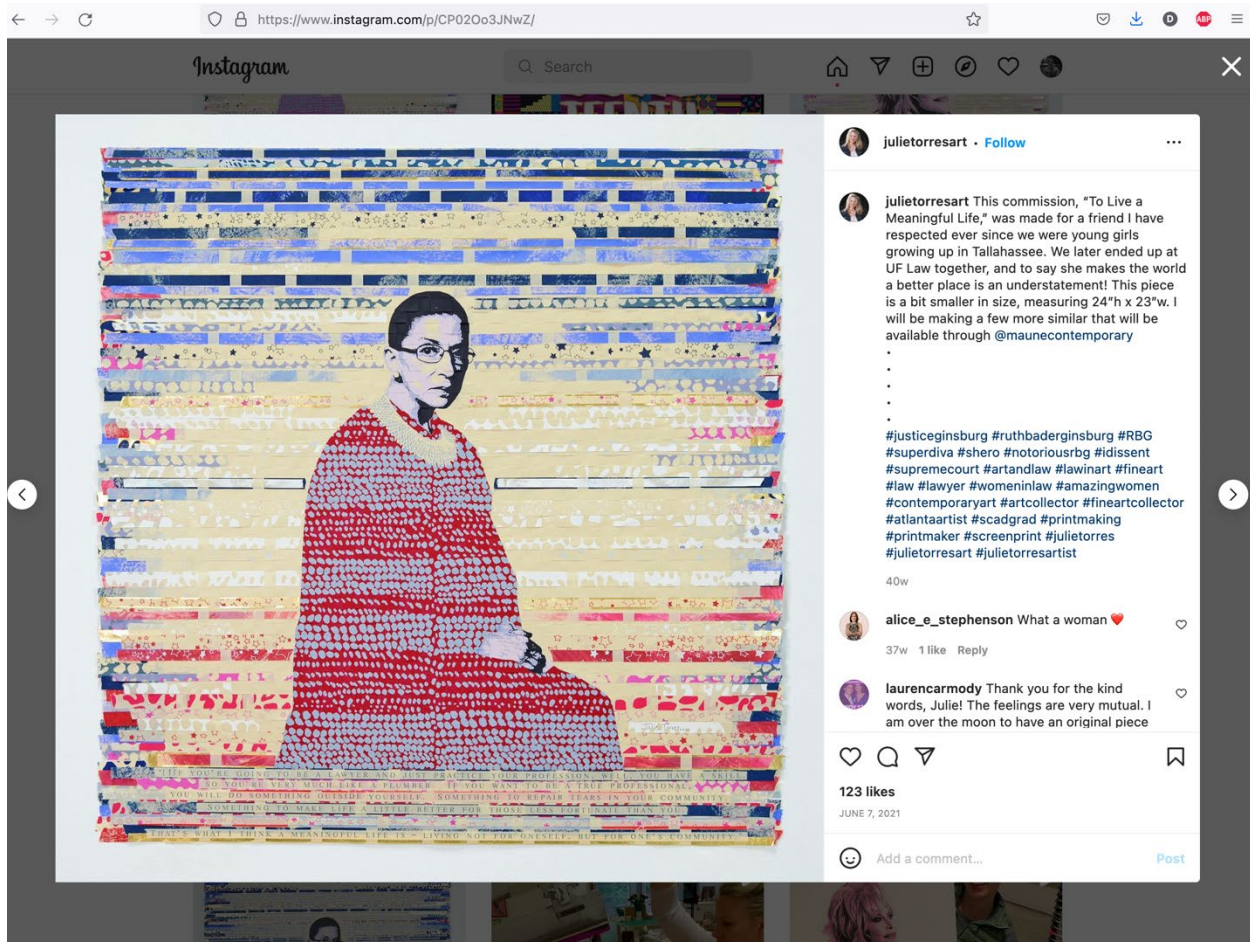 https://www.instagram.com/p/CP02Oo3JNwZ/
D
ABP
Instagram
Search
julietorresart • Follow
julietorresart This commission, “To Live a
Meaningful Life,” was made for a friend I have
respected ever since we were young girls
growing up in Tallahassee. We later ended up at
UF Law together, and to say she makes the world
a better place is an understatement! This piece
is a bit smaller in size, measuring 24”h x 23”w. I
will be making a few more similar that will be
available through @maunecontemporary
•
•
•
•
•
#justiceginsburg #ruthbaderginsburg #RBG
#superdiva #shero #notoriousrbg #idissent
#supremecourt #artandlaw #lawinart #fineart
#law #lawyer #womeninlaw #amazingwomen
#contemporaryart #artcollector #fineartcollector
#atlantaartist #scadgrad #printmaking
#printmaker #screenprint #julietorres
#julietorresart #julietorresartist
40w
alice_e_stephenson What a woman ❤️
37w 1 like Reply
laurencarmody Thank you for the kind
words, Julie! The feelings are very mutual. I
am over the moon to have an original piece
123 likes
JUNE 7, 2021
Add a comment...
Post
"IF YOU'RE GOING TO BE A LAWYER AND JUST PRACTICE YOUR PROFESSION, WELL, YOU HAVE A SKILL
SO YOU'RE VERY MUCH LIKE A PLUMBER. IF YOU WANT TO BE A TRUE PROFESSIONAL,
YOU WILL DO SOMETHING OUTSIDE YOURSELF. SOMETHING TO REPAIR TEARS IN YOUR COMMUNITY.
SOMETHING TO MAKE LIFE A LITTLE BETTER FOR THOSE LESS FORTUNATE THAN YOU.
THAT'S WHAT I THINK A MEANINGFUL LIFE IS - LIVING NOT FOR ONESELF, BUT FOR ONE'S COMMUNITY.